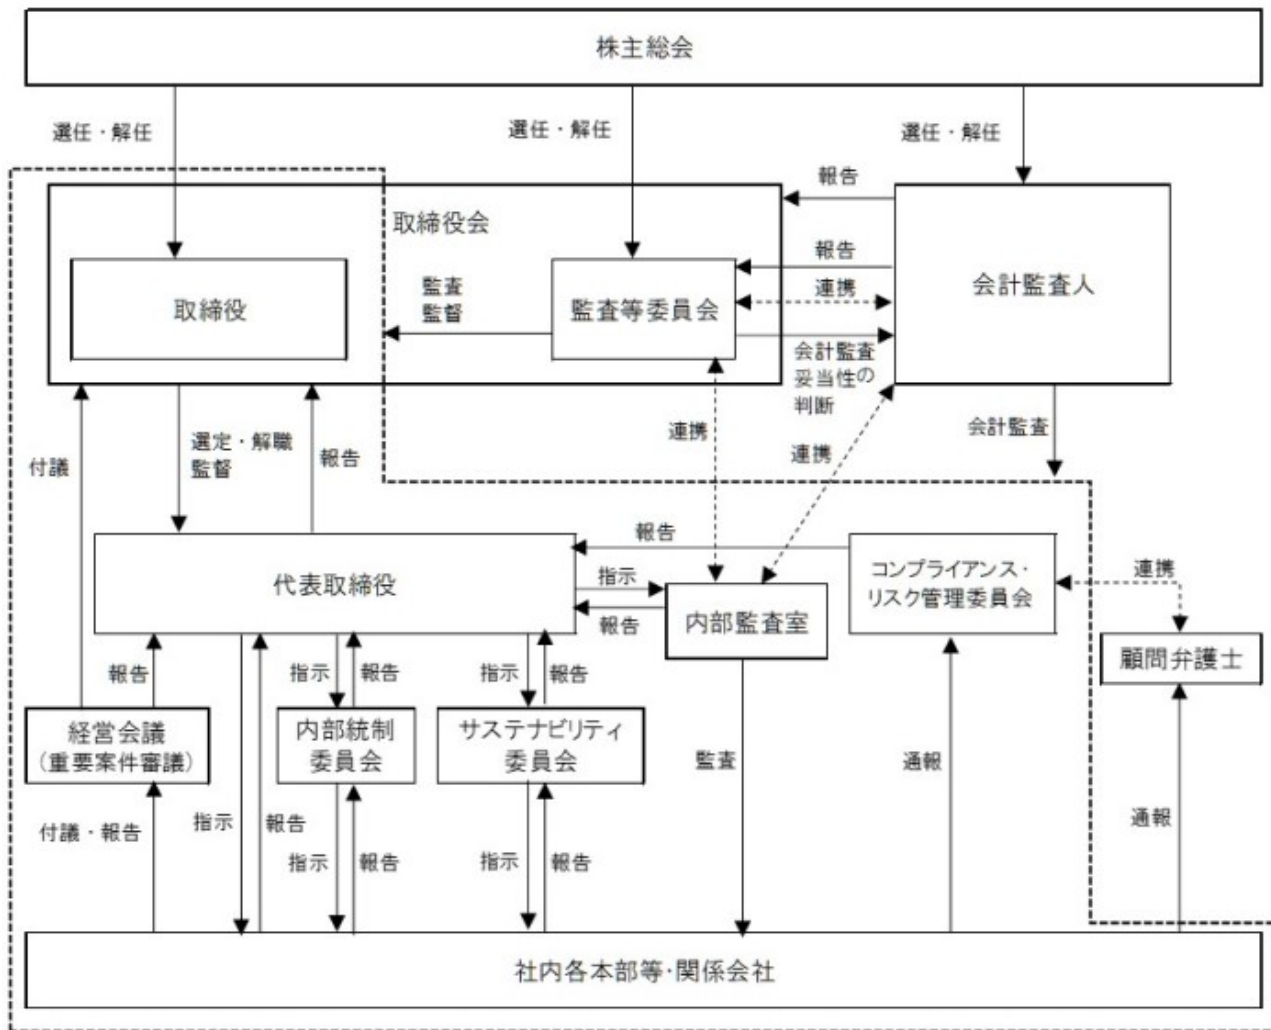 株主総会
選任・解任
選任・解任
選任・解任
報告
取締役会
報告
監査
監督
連携
会計監査人
取締役
監査等委員会
会計監査
妥当性の
判断
連携
連携
会計監査
付議
選定・解職
監督
報告
報告
代表取締役
指示
報告
内部監査室
コンプライアンス・
リスク管理委員会
連携
顧問弁護士
報告
指示
報告
指示
報告
経営会議
(重要案件審議)
内部統制
委員会
サステナビリティ
委員会
監査
通報
通報
付議・報告
指示
報告
指示
報告
指示
報告
社内各本部等・関係会社